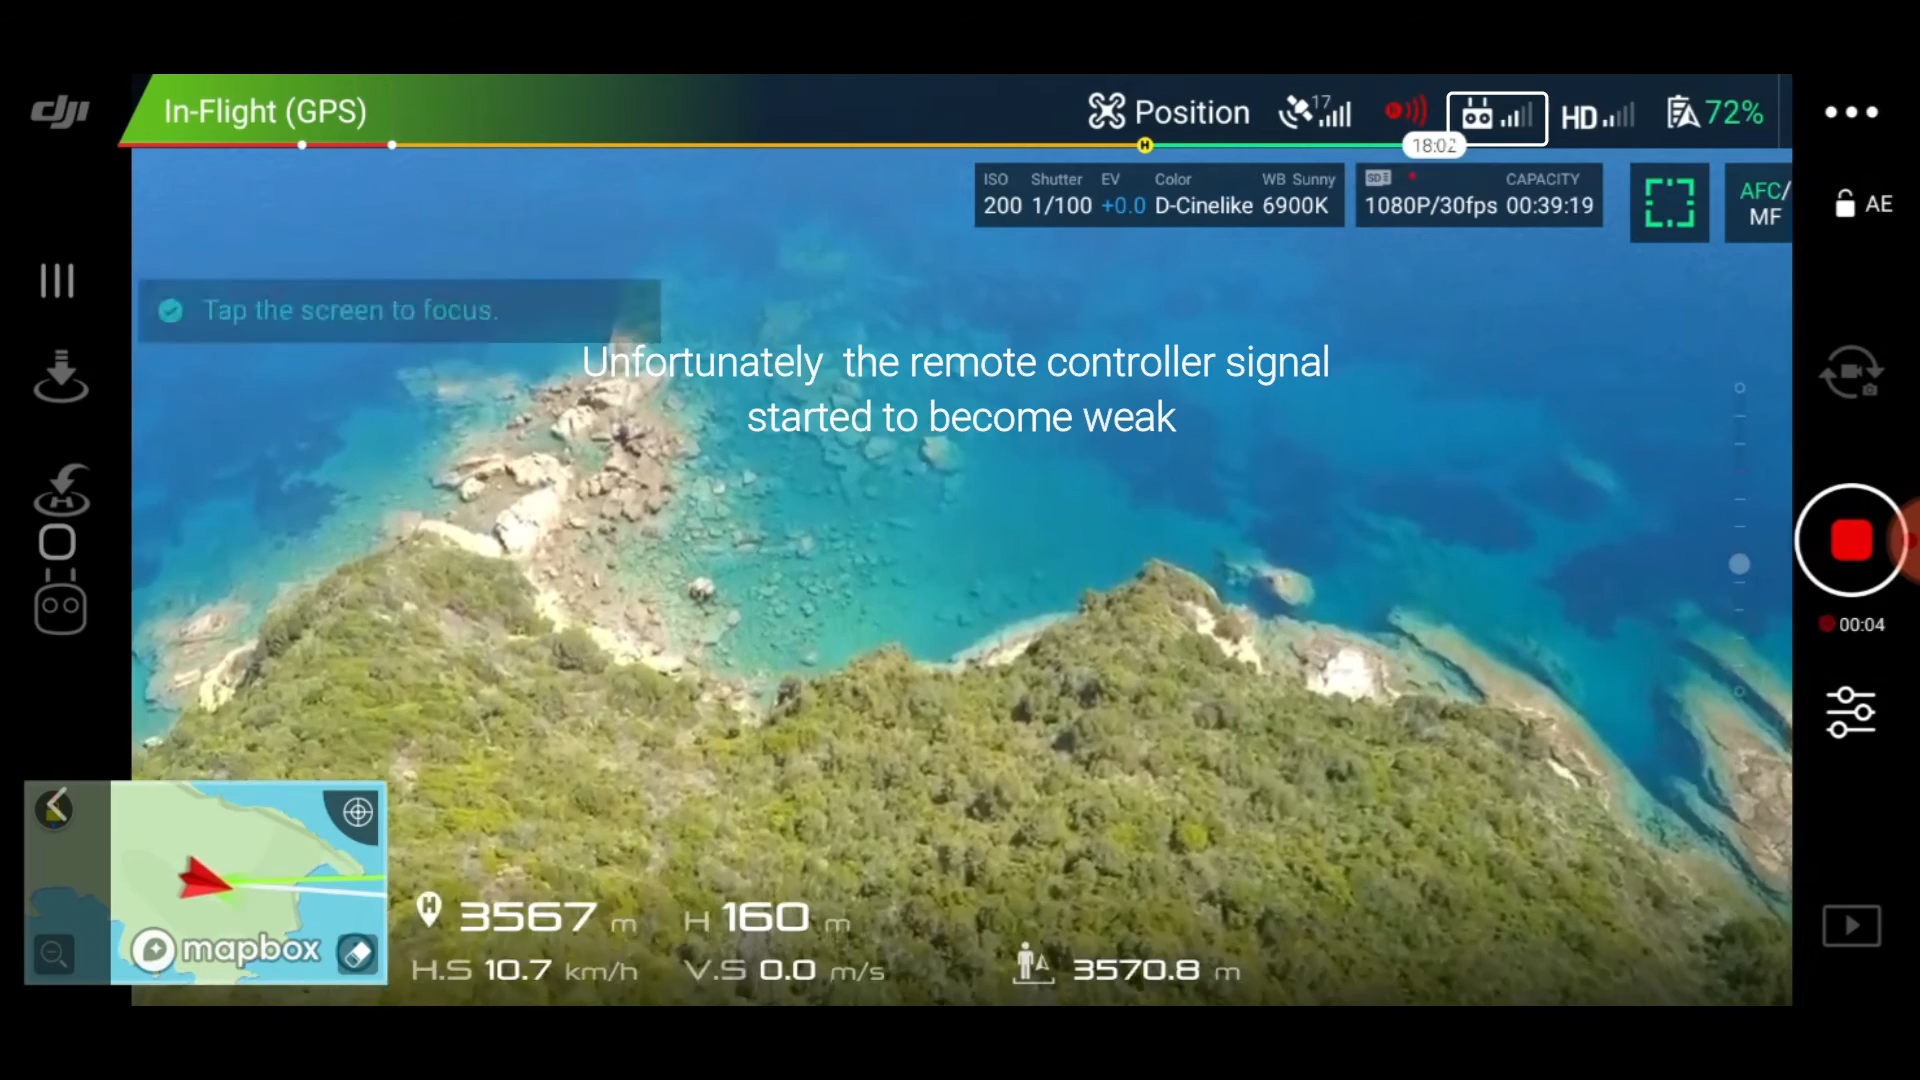 dji
In-Flight (GPS)
Position
17
HD
72%
18:02
ISO Shutter EV Color WB Sunny
200 1/100 +0.0 D-Cinelike 6900K
SD CAPACITY
1080P/30fps 00:39:19
AFC/
MF
AE
Tap the screen to focus.
Unfortunately the remote controller signal
started to become weak
00:04
mapbox
H 3567 m H 160 m
H.S 10.7 km/h V.S 0.0 m/s 3570.8 m